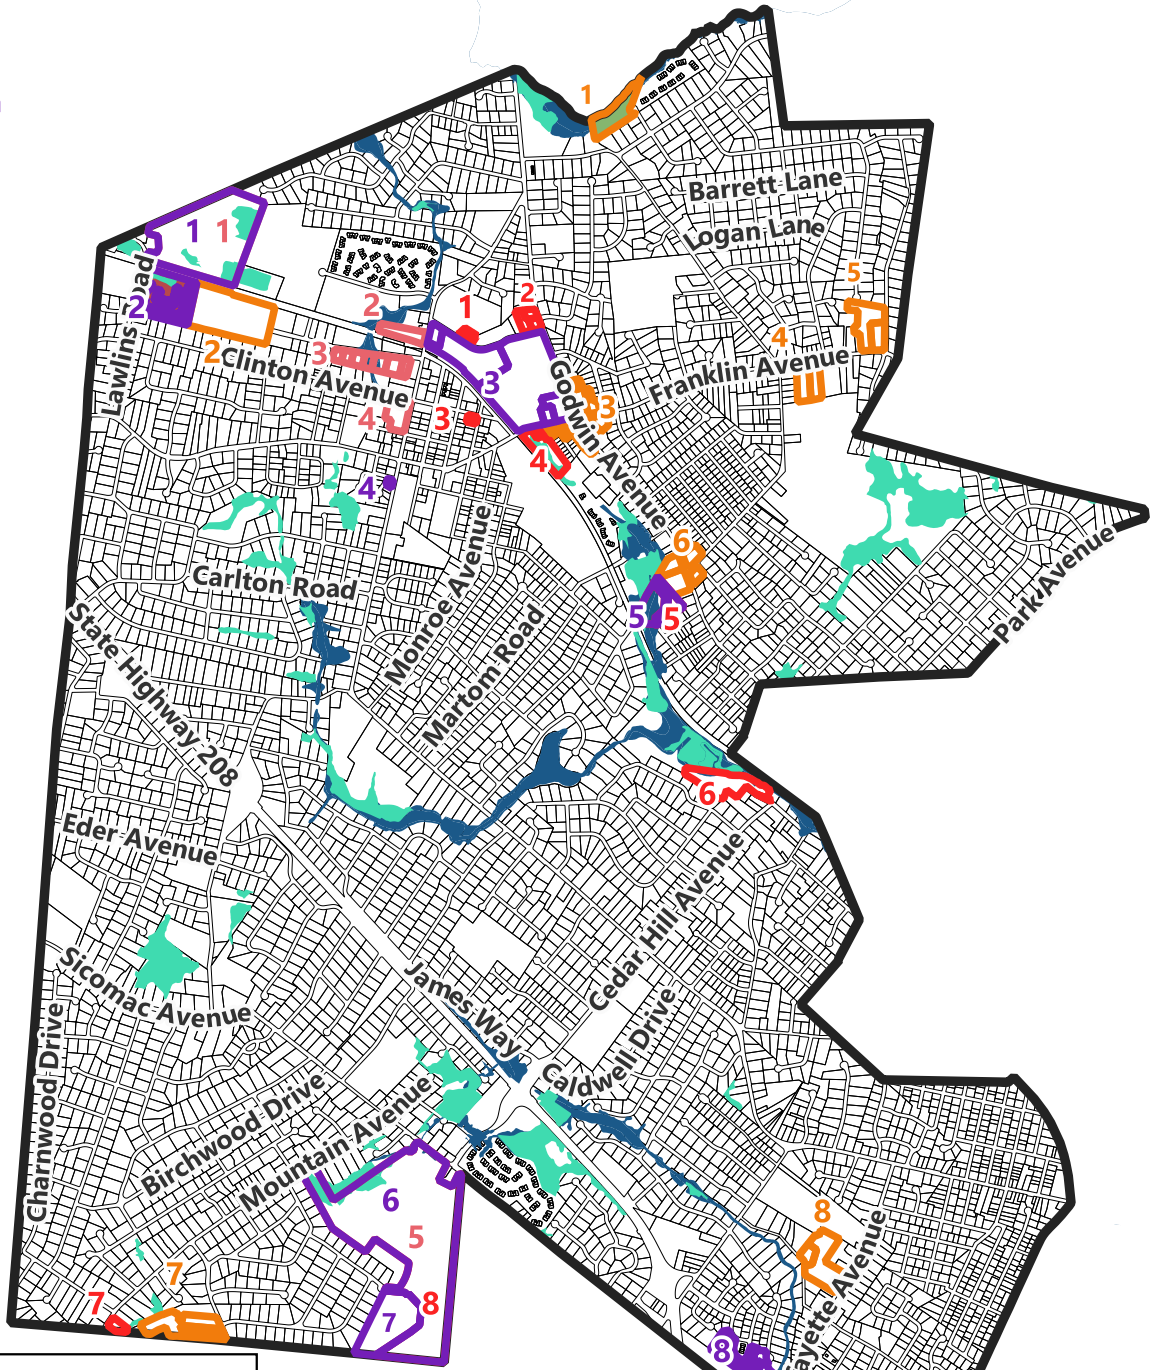 1
Barrett Lane
Logan Lane
1
1
5
2
Lawlins Road
2
1
2
4
2
Clinton Avenue
3
3
Franklin Avenue
Godwin Avenue
3
4
3
4
4
6
Carlton Road
Monroe Avenue
5
5
Park Avenue
State Highway 208
Martom Road
6
Eder Avenue
Cedar Hill Avenue
Sicomac Avenue
James Way
Caldwell Drive
Charnwood Drive
Birchwood Drive
Mountain Avenue
6
5
8
7
7
8
7
8
ayette Avenue